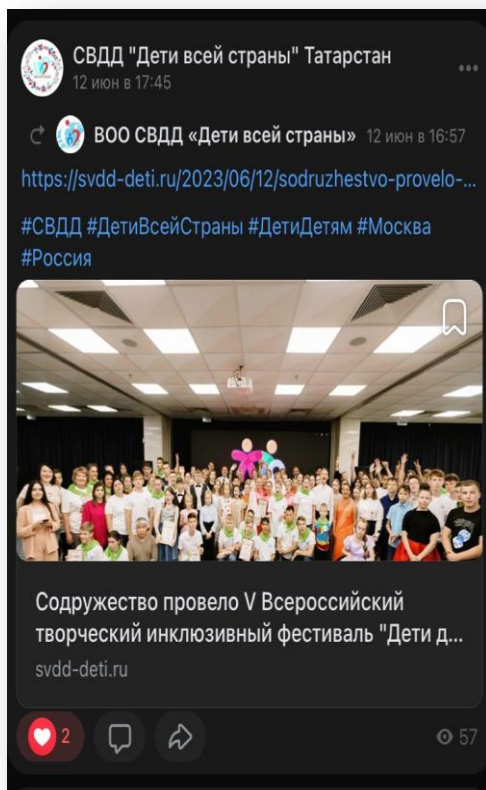 СВДД "Дети всей страны" Татарстан
12 июн в 17:45
ВОО СВДД «Дети всей страны» 12 июн в 16:57
https://svdd-deti.ru/2023/06/12/sodruzhestvo-provelo-...
#СВДД #ДетиВсейСтраны #ДетиДетям #Москва
#Россия
Содружество провело V Всероссийский
творческий инклюзивный фестиваль "Дети д...
svdd-deti.ru
2
57